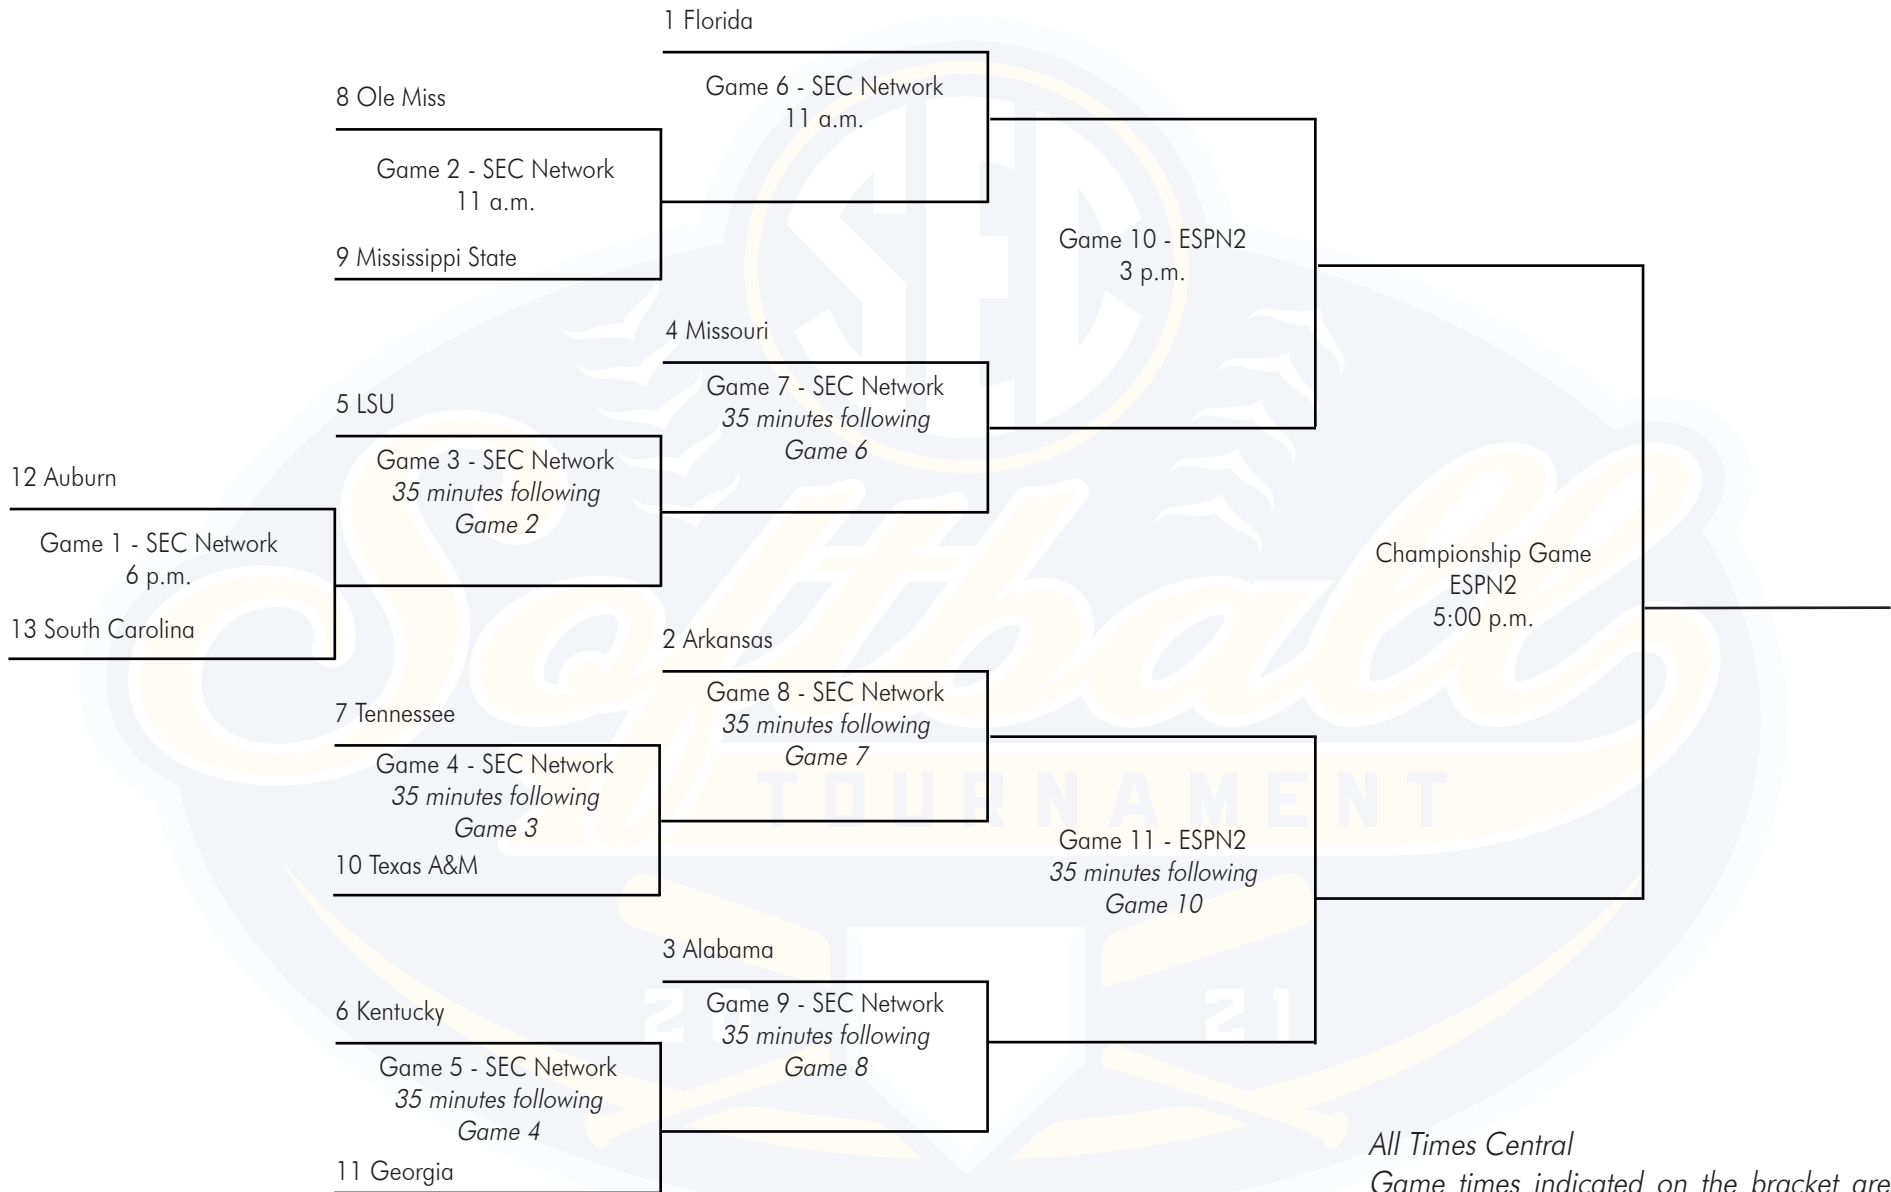 1 Florida
Game 6 - SEC Network
11 a.m.
8 Ole Miss
Game 2 - SEC Network
11 a.m.
9 Mississippi State
Game 10 - ESPN2
3 p.m.
4 Missouri
Game 7 - SEC Network
35 minutes following
Game 6
5 LSU
Game 3 - SEC Network
35 minutes following
Game 2
12 Auburn
Game 1 - SEC Network
6 p.m.
13 South Carolina
Championship Game
ESPN2
5:00 p.m.
2 Arkansas
Game 8 - SEC Network
35 minutes following
Game 7
7 Tennessee
Game 4 - SEC Network
35 minutes following
Game 3
10 Texas A&M
Game 11 - ESPN2
35 minutes following
Game 10
3 Alabama
Game 9 - SEC Network
35 minutes following
Game 8
6 Kentucky
Game 5 - SEC Network
35 minutes following
Game 4
11 Georgia
All Times Central
Game times indicated on the bracket are
SEC
Softball
TOURNAMENT
20 21